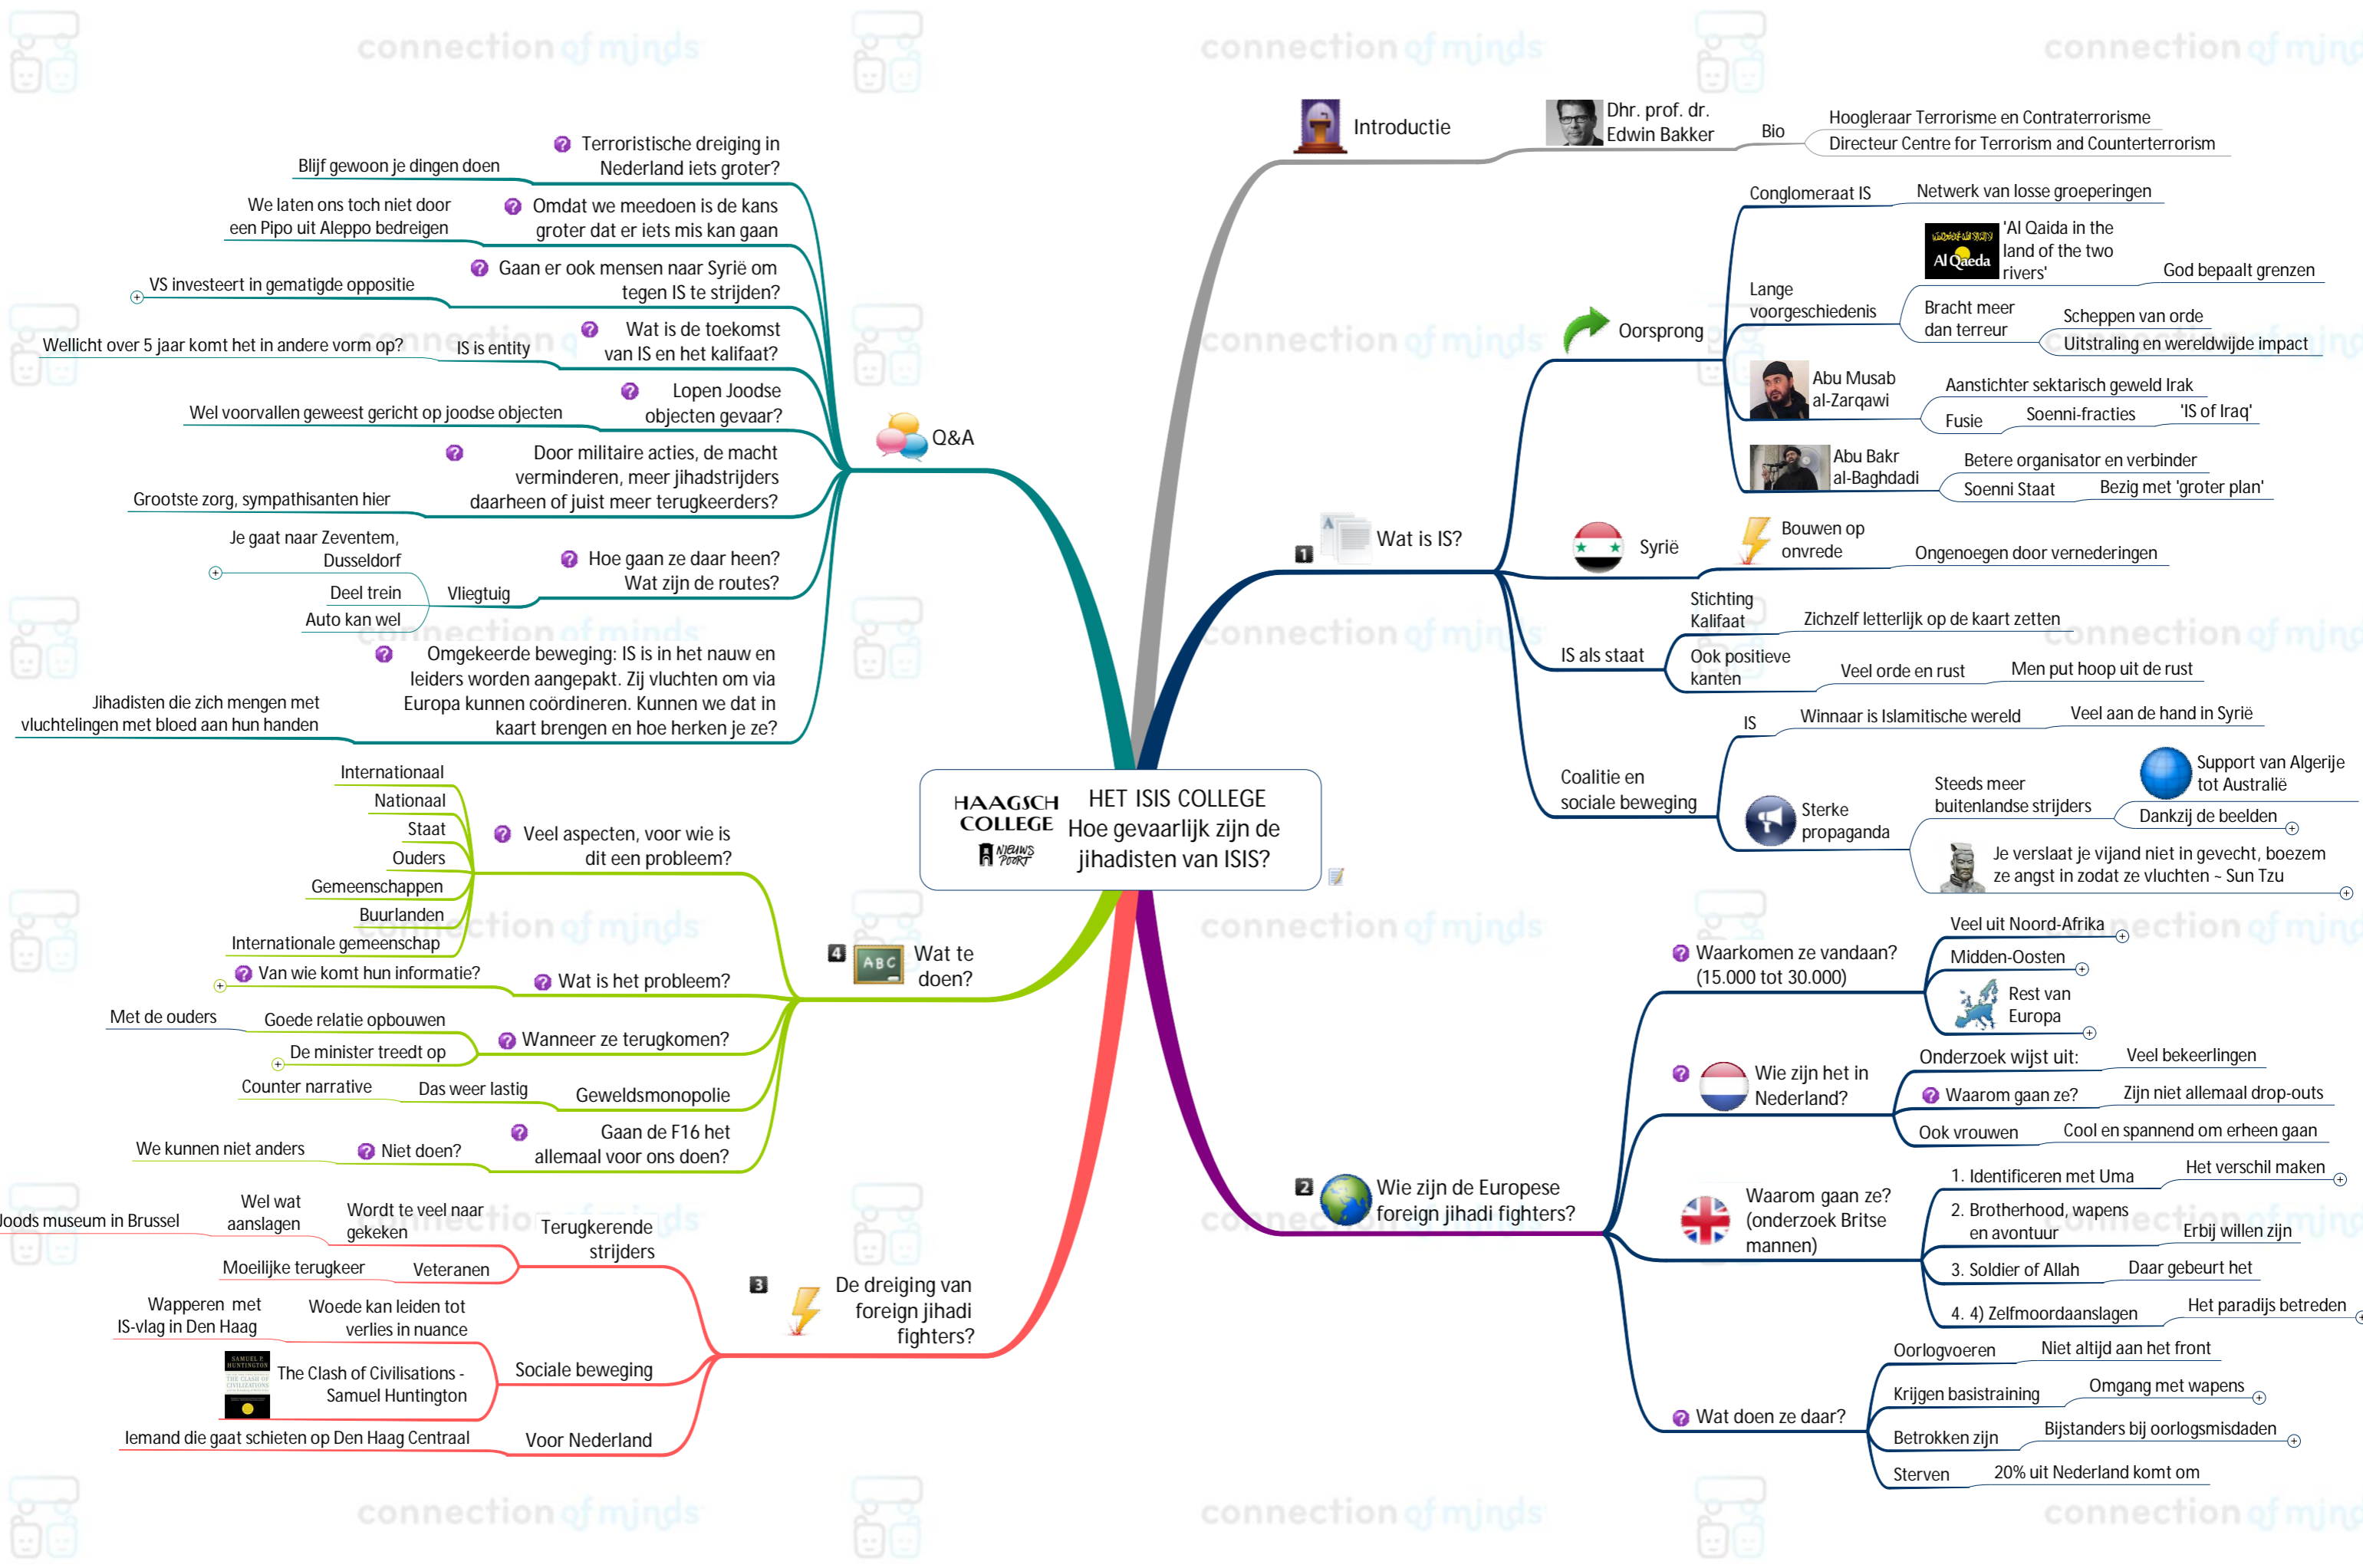 connection of minds
HAAGSCH
COLLEGE
NIEUWS
POORT
HET ISIS COLLEGE
Hoe gevaarlijk zijn de
jihadisten van ISIS?
Introductie
Dhr. prof. dr.
Edwin Bakker
Bio
Hoogleraar Terrorisme en Contraterrorisme
Directeur Centre for Terrorism and Counterterrorism
1
Wat is IS?
Oorsprong
Conglomeraat IS
Netwerk van losse groeperingen
Lange
voorgeschiedenis
Al Qaeda
'Al Qaida in the
land of the two
rivers'
God bepaalt grenzen
Bracht meer
dan terreur
Scheppen van orde
Uitstraling en wereldwijde impact
Abu Musab
al-Zarqawi
Aanstichter sektarisch geweld Irak
Fusie
Soenni-fracties
'IS of Iraq'
Abu Bakr
al-Baghdadi
Betere organisator en verbinder
Soenni Staat
Bezig met 'groter plan'
Syrië
Bouwen op
onvrede
Ongenoegen door vernederingen
IS als staat
Stichting
Kalifaat
Zichzelf letterlijk op de kaart zetten
Ook positieve
kanten
Veel orde en rust
Men put hoop uit de rust
Coalitie en
sociale beweging
IS
Winnaar is Islamitische wereld
Veel aan de hand in Syrië
Sterke
propaganda
Steeds meer
buitenlandse strijders
Support van Algerije
tot Australië
Dankzij de beelden
Je verslaat je vijand niet in gevecht, boezem
ze angst in zodat ze vluchten ~ Sun Tzu
2
Wie zijn de Europese
foreign jihadi fighters?
Waarkomen ze vandaan?
(15.000 tot 30.000)
Veel uit Noord-Afrika
Midden-Oosten
Rest van
Europa
Wie zijn het in
Nederland?
Onderzoek wijst uit:
Veel bekeerlingen
Waarom gaan ze?
Zijn niet allemaal drop-outs
Ook vrouwen
Cool en spannend om erheen gaan
Waarom gaan ze?
(onderzoek Britse
mannen)
1. Identificeren met Uma
Het verschil maken
2. Brotherhood, wapens
en avontuur
Erbij willen zijn
3. Soldier of Allah
Daar gebeurt het
4. 4) Zelfmoordaanslagen
Het paradijs betreden
Wat doen ze daar?
Oorlogvoeren
Niet altijd aan het front
Krijgen basistraining
Omgang met wapens
Betrokken zijn
Bijstanders bij oorlogsmisdaden
Sterven
20% uit Nederland komt om
3
De dreiging van
foreign jihadi
fighters?
Terugkerende
strijders
Wordt te veel naar
gekeken
Wel wat
aanslagen
Joods museum in Brussel
Veteranen
Moeilijke terugkeer
Sociale beweging
Woede kan leiden tot
verlies in nuance
Wapperen met
IS-vlag in Den Haag
SAMUEL P.
HUNTINGTON
THE CLASH OF
CIVILIZATIONS
The Clash of Civilisations -
Samuel Huntington
Voor Nederland
Iemand die gaat schieten op Den Haag Centraal
4
ABC
Wat te
doen?
Veel aspecten, voor wie is
dit een probleem?
Internationaal
Nationaal
Staat
Ouders
Gemeenschappen
Buurlanden
Internationale gemeenschap
Wat is het probleem?
Van wie komt hun informatie?
Wanneer ze terugkomen?
Goede relatie opbouwen
Met de ouders
De minister treedt op
Geweldsmonopolie
Das weer lastig
Counter narrative
Gaan de F16 het
allemaal voor ons doen?
Niet doen?
We kunnen niet anders
Q&A
Terroristische dreiging in
Nederland iets groter?
Blijf gewoon je dingen doen
Omdat we meedoen is de kans
groter dat er iets mis kan gaan
We laten ons toch niet door
een Pipo uit Aleppo bedreigen
Gaan er ook mensen naar Syrië om
tegen IS te strijden?
VS investeert in gematigde oppositie
Wat is de toekomst
van IS en het kalifaat?
IS is entity
Wellicht over 5 jaar komt het in andere vorm op?
Lopen Joodse
objecten gevaar?
Wel voorvallen geweest gericht op joodse objecten
Door militaire acties, de macht
verminderen, meer jihadstrijders
daarheen of juist meer terugkeerders?
Grootste zorg, sympathisanten hier
Hoe gaan ze daar heen?
Wat zijn de routes?
Vliegtuig
Je gaat naar Zeventem,
Dusseldorf
Deel trein
Auto kan wel
Omgekeerde beweging: IS is in het nauw en
leiders worden aangepakt. Zij vluchten om via
Europa kunnen coördineren. Kunnen we dat in
kaart brengen en hoe herken je ze?
Jihadisten die zich mengen met
vluchtelingen met bloed aan hun handen